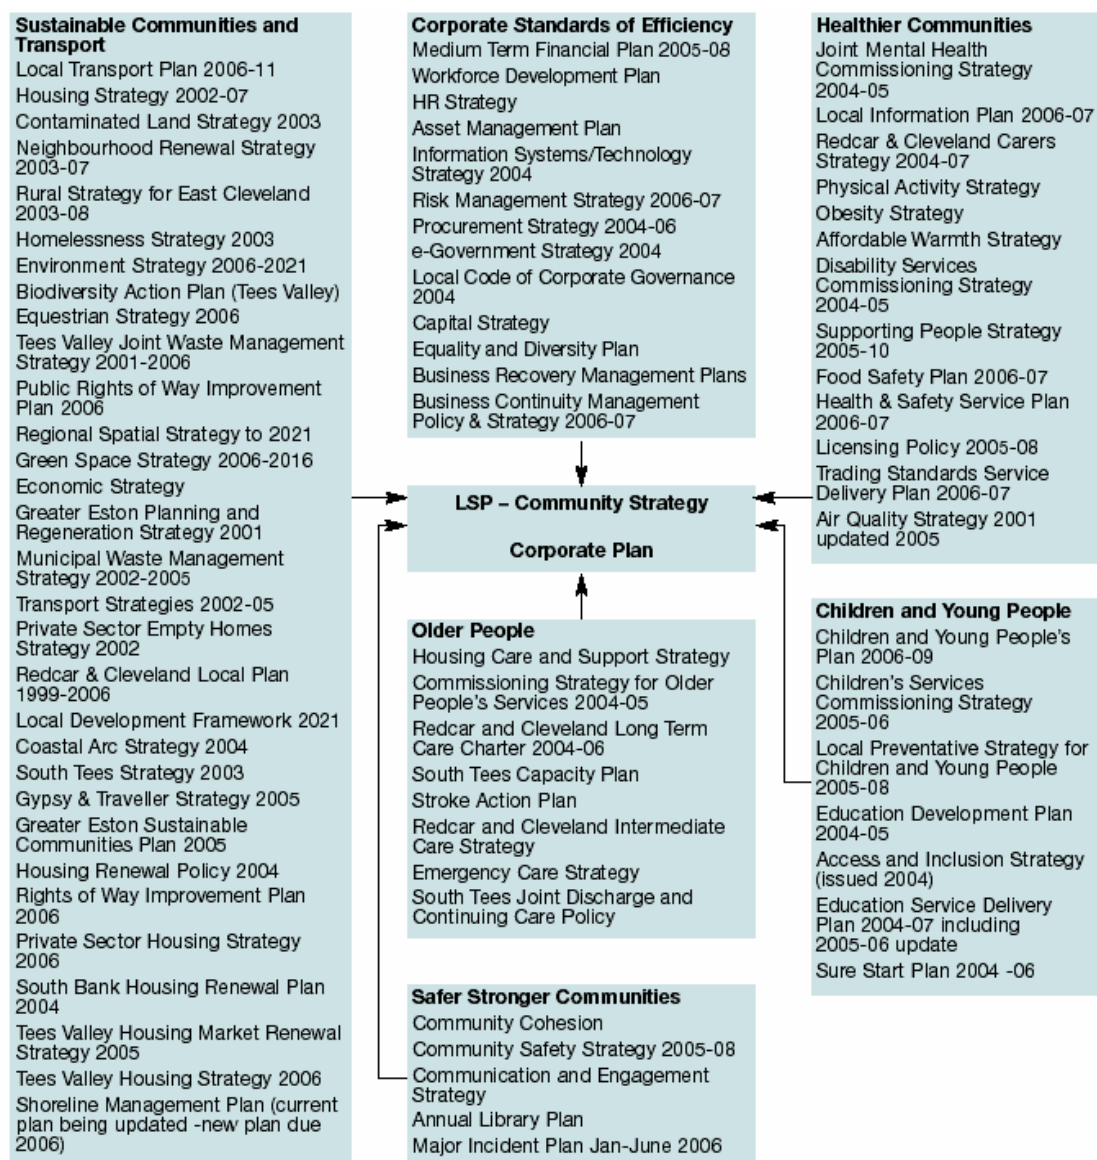 Sustainable Communities and
Transport
Local Transport Plan 2006-11
Housing Strategy 2002-07
Contaminated Land Strategy 2003
Neighbourhood Renewal Strategy
2003-07
Rural Strategy for East Cleveland
2003-08
Homelessness Strategy 2003
Environment Strategy 2006-2021
Biodiversity Action Plan (Tees Valley)
Equestrian Strategy 2006
Tees Valley Joint Waste Management
Strategy 2001-2006
Public Rights of Way Improvement
Plan 2006
Regional Spatial Strategy to 2021
Green Space Strategy 2006-2016
Economic Strategy
Greater Eston Planning and
Regeneration Strategy 2001
Municipal Waste Management
Strategy 2002-2005
Transport Strategies 2002-05
Private Sector Empty Homes
Strategy 2002
Redcar & Cleveland Local Plan
1999-2006
Local Development Framework 2021
Coastal Arc Strategy 2004
South Tees Strategy 2003
Gypsy & Traveller Strategy 2005
Greater Eston Sustainable
Communities Plan 2005
Housing Renewal Policy 2004
Rights of Way Improvement Plan
2006
Private Sector Housing Strategy
2006
South Bank Housing Renewal Plan
2004
Tees Valley Housing Market Renewal
Strategy 2005
Tees Valley Housing Strategy 2006
Shoreline Management Plan (current
plan being updated -new plan due
2006)
Corporate Standards of Efficiency
Medium Term Financial Plan 2005-08
Workforce Development Plan
HR Strategy
Asset Management Plan
Information Systems/Technology
Strategy 2004
Risk Management Strategy 2006-07
Procurement Strategy 2004-06
e-Government Strategy 2004
Local Code of Corporate Governance
2004
Capital Strategy
Equality and Diversity Plan
Business Recovery Management Plans
Business Continuity Management
Policy & Strategy 2006-07
LSP – Community Strategy
Corporate Plan
Older People
Housing Care and Support Strategy
Commissioning Strategy for Older
People's Services 2004-05
Redcar and Cleveland Long Term
Care Charter 2004-06
South Tees Capacity Plan
Stroke Action Plan
Redcar and Cleveland Intermediate
Care Strategy
Emergency Care Strategy
South Tees Joint Discharge and
Continuing Care Policy
Safer Stronger Communities
Community Cohesion
Community Safety Strategy 2005-08
Communication and Engagement
Strategy
Annual Library Plan
Major Incident Plan Jan-June 2006
Healthier Communities
Joint Mental Health
Commissioning Strategy
2004-05
Local Information Plan 2006-07
Redcar & Cleveland Carers
Strategy 2004-07
Physical Activity Strategy
Obesity Strategy
Affordable Warmth Strategy
Disability Services
Commissioning Strategy
2004-05
Supporting People Strategy
2005-10
Food Safety Plan 2006-07
Health & Safety Service Plan
2006-07
Licensing Policy 2005-08
Trading Standards Service
Delivery Plan 2006-07
Air Quality Strategy 2001
updated 2005
Children and Young People
Children and Young People's
Plan 2006-09
Children's Services
Commissioning Strategy
2005-06
Local Preventative Strategy for
Children and Young People
2005-08
Education Development Plan
2004-05
Access and Inclusion Strategy
(issued 2004)
Education Service Delivery
Plan 2004-07 including
2005-06 update
Sure Start Plan 2004 -06